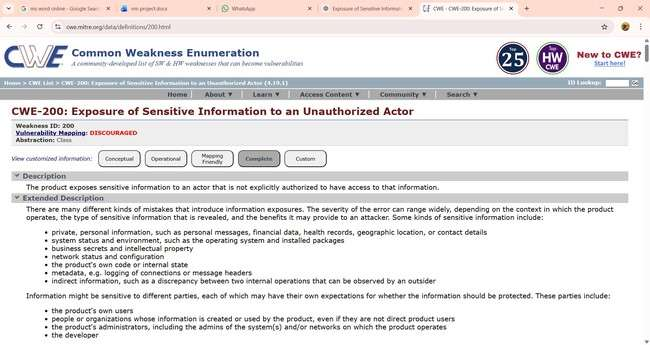 ms word online - Google Sear
vini project.docx
WhatsApp
Exposure of Sensitive Informati
CWE - CWE-200: Exposure of S
cwe.mitre.org/data/definitions/200.html
CWE
Common Weakness Enumeration
A community-developed list of SW & HW weaknesses that can become vulnerabilities
Top 25
Top HW CWE
New to CWE?
Start here!
Home > CWE List > CWE-200: Exposure of Sensitive Information to an Unauthorized Actor (4.19.1)
ID Lookup:
Go
Home | About ▼ | Learn ▼ | Access Content ▼ | Community ▼ | Search ▼
CWE-200: Exposure of Sensitive Information to an Unauthorized Actor
Weakness ID: 200
Vulnerability Mapping: DISCOURAGED
Abstraction: Class
View customized information:
Conceptual
Operational
Mapping Friendly
Complete
Custom
Description
The product exposes sensitive information to an actor that is not explicitly authorized to have access to that information.
Extended Description
There are many different kinds of mistakes that introduce information exposures. The severity of the error can range widely, depending on the context in which the product
operates, the type of sensitive information that is revealed, and the benefits it may provide to an attacker. Some kinds of sensitive information include:
• private, personal information, such as personal messages, financial data, health records, geographic location, or contact details
• system status and environment, such as the operating system and installed packages
• business secrets and intellectual property
• network status and configuration
• the product's own code or internal state
• metadata, e.g. logging of connections or message headers
• indirect information, such as a discrepancy between two internal operations that can be observed by an outsider
Information might be sensitive to different parties, each of which may have their own expectations for whether the information should be protected. These parties include:
• the product's own users
• people or organizations whose information is created or used by the product, even if they are not direct product users
• the product's administrators, including the admins of the system(s) and/or networks on which the product operates
• the developer